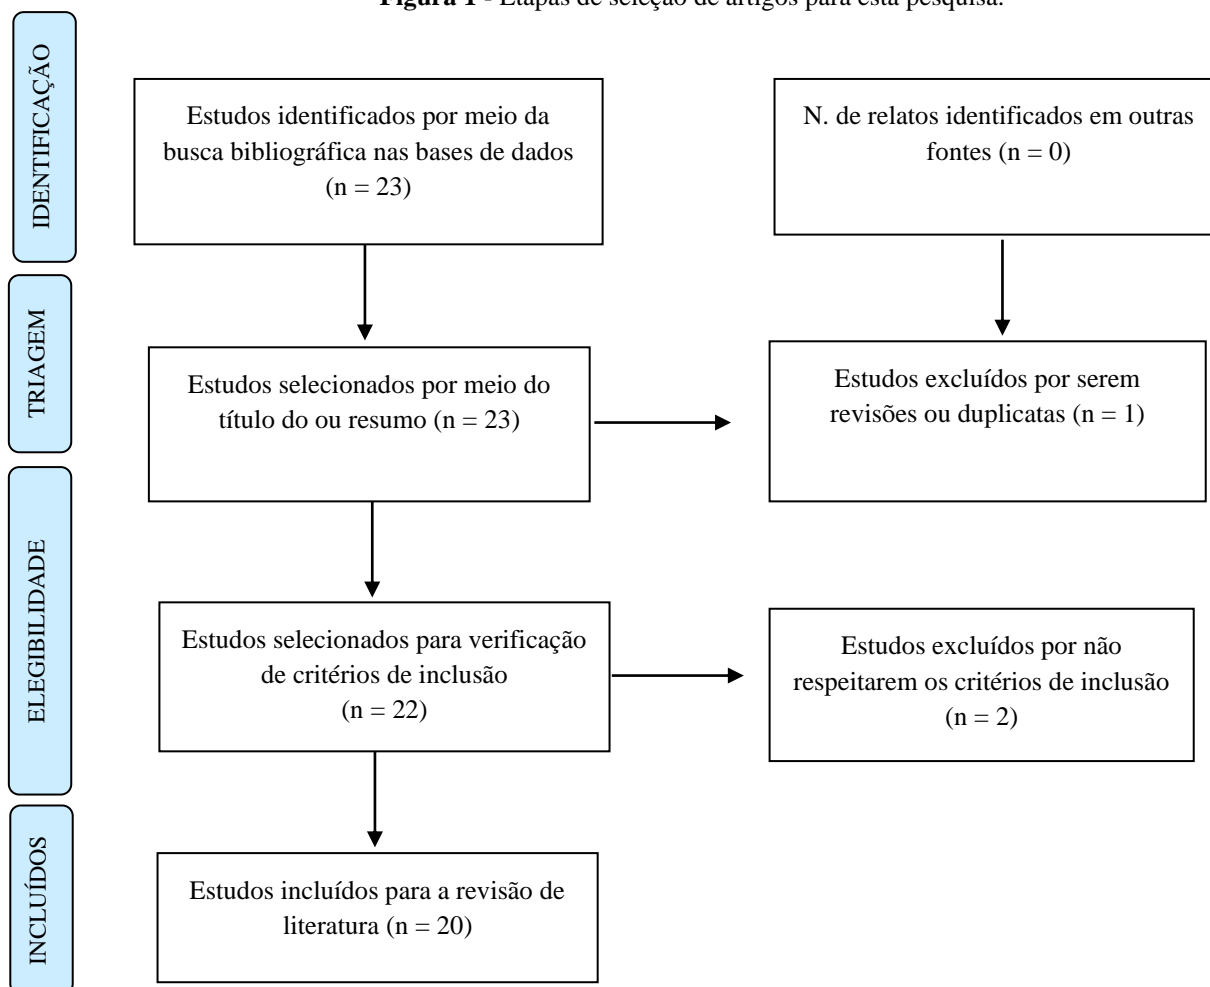 Figura 1 - Etapas de seleção de artigos para esta pesquisa.
IDENTIFICAÇÃO
Estudos identificados por meio da
busca bibliográfica nas bases de dados
(n = 23)
N. de relatos identificados em outras
fontes (n = 0)
TRIAGEM
Estudos selecionados por meio do
título do ou resumo (n = 23)
Estudos excluídos por serem
revisões ou duplicatas (n = 1)
ELEGIBILIDADE
Estudos selecionados para verificação
de critérios de inclusão
(n = 22)
Estudos excluídos por não
respeitarem os critérios de inclusão
(n = 2)
INCLUÍDOS
Estudos incluídos para a revisão de
literatura (n = 20)